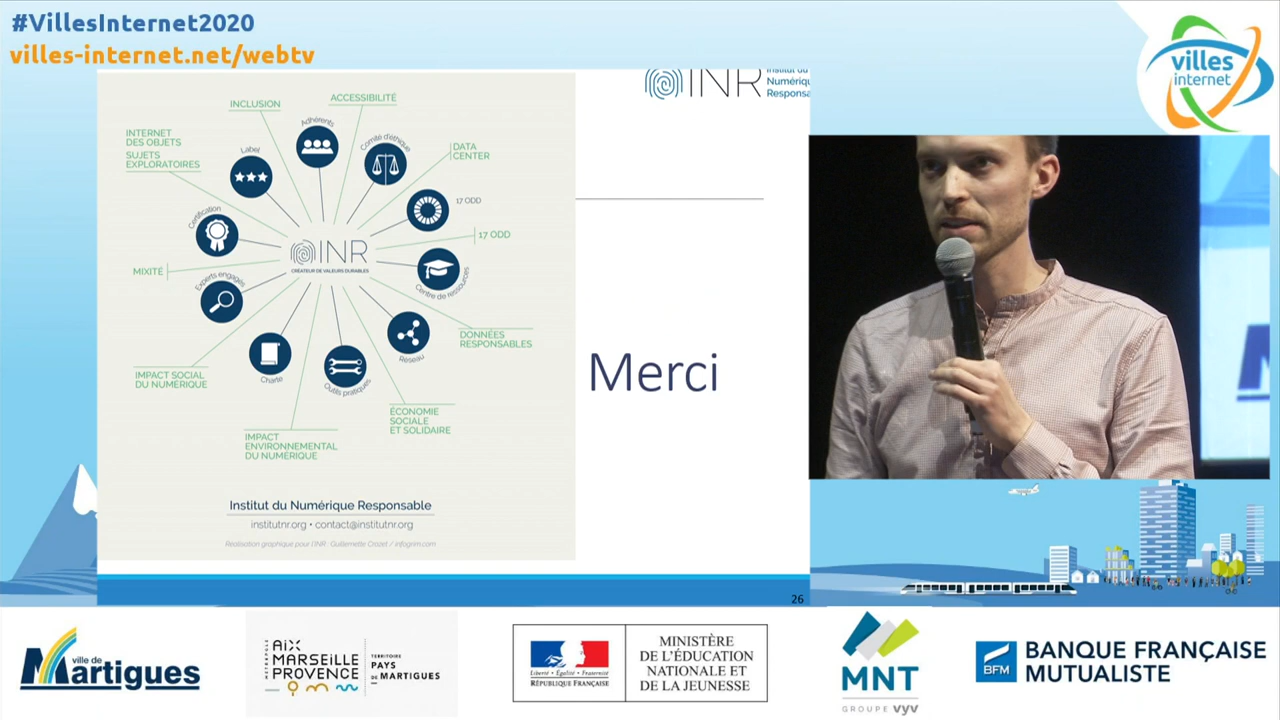 #VillesInternet2020
villes-internet.net/webtv
villes
internet
INR
Institut du
Numérique
Responsa
INCLUSION
ACCESSIBILITÉ
INTERNET
DES OBJETS
SUJETS
EXPLORATOIRES
Adhérents
Label
Comité d'éthique
DATA
CENTER
17 ODD
Certification
17 ODD
INR
CRÉATEUR DE VALEURS DURABLES
MIXITÉ
Experts engagés
Centre de ressources
DONNÉES
RESPONSABLES
Réseau
Charte
Outils pratiques
IMPACT SOCIAL
DU NUMÉRIQUE
ÉCONOMIE
SOCIALE
ET SOLIDAIRE
IMPACT
ENVIRONNEMENTAL
DU NUMÉRIQUE
Merci
Institut du Numérique Responsable
institutnr.org • contact@institutnr.org
Réalisation graphique pour l'INR : Guillemette Crozet / infogrim.com
26
ville de
Martigues
MÉTROPOLE
AIX
MARSEILLE
PROVENCE
TERRITOIRE
PAYS
DE MARTIGUES
Liberté • Égalité • Fraternité
RÉPUBLIQUE FRANÇAISE
MINISTÈRE
DE L'ÉDUCATION
NATIONALE ET
DE LA JEUNESSE
MNT
GROUPE vyv
BFM
BANQUE FRANÇAISE
MUTUALISTE